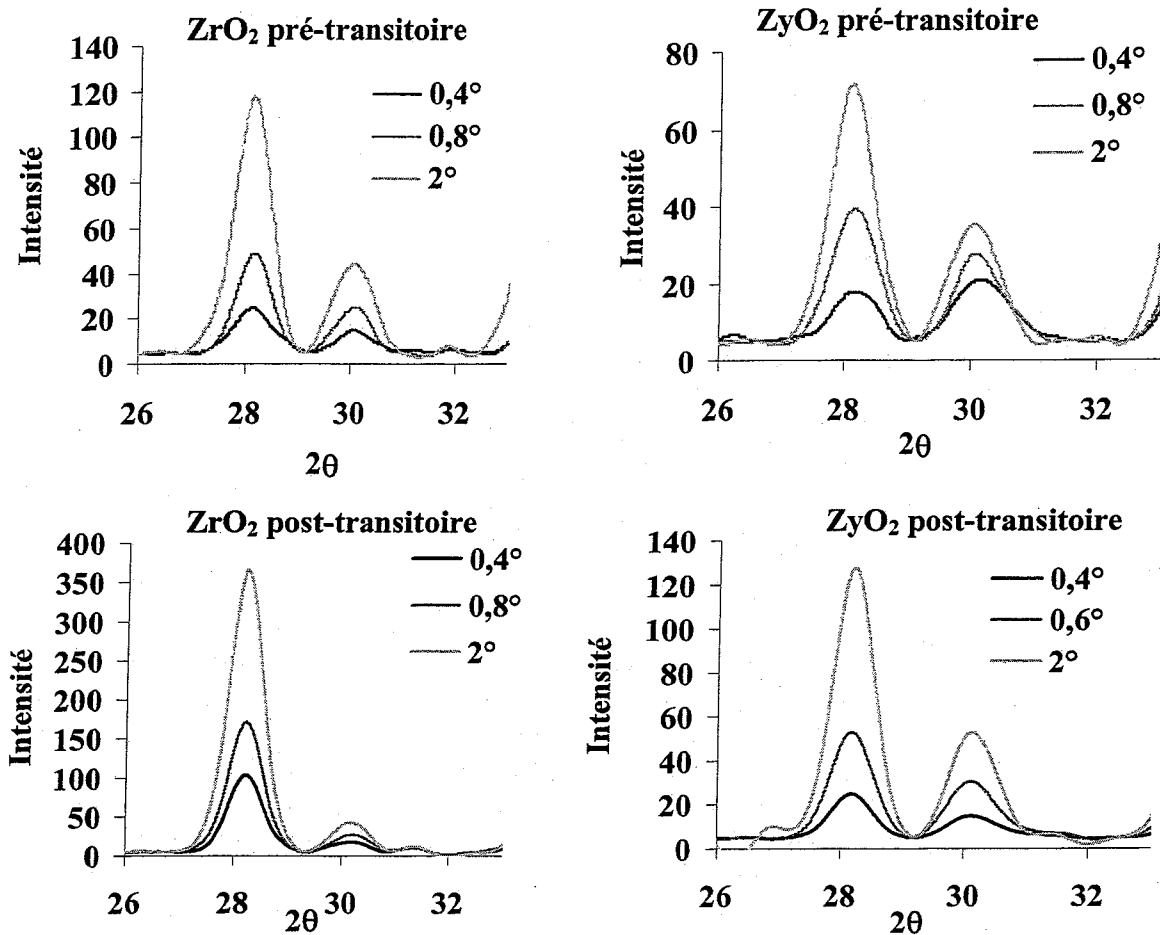 ZrO₂ pré-transitoire
140
120
100
80
60
40
20
0
Intensité
0,4°
0,8°
2°
26 28 30 32
2θ
ZyO₂ pré-transitoire
80
60
40
20
0
Intensité
0,4°
0,8°
2°
26 28 30 32
2θ
ZrO₂ post-transitoire
400
350
300
250
200
150
100
50
0
Intensité
0,4°
0,8°
2°
26 28 30 32
2θ
ZyO₂ post-transitoire
140
120
100
80
60
40
20
0
Intensité
0,4°
0,6°
2°
26 28 30 32
2θ